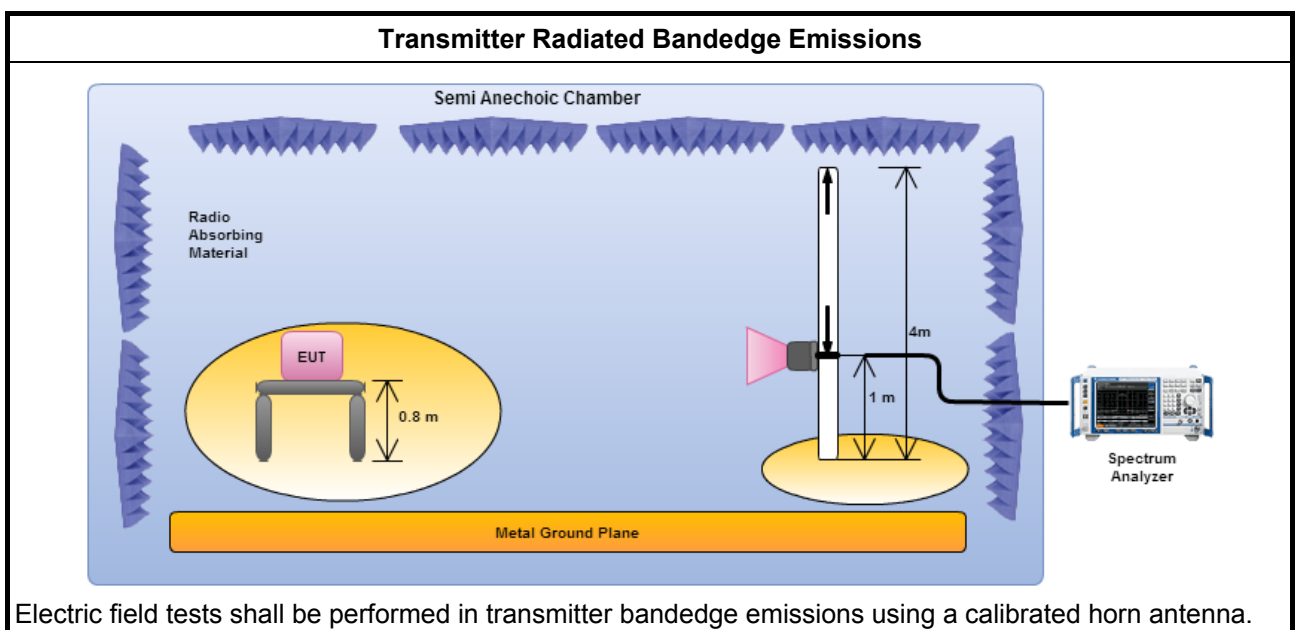 Transmitter Radiated Bandedge Emissions
Semi Anechoic Chamber
Radio
Absorbing
Material
EUT
0.8 m
4m
1 m
Spectrum
Analyzer
Metal Ground Plane
Electric field tests shall be performed in transmitter bandedge emissions using a calibrated horn antenna.